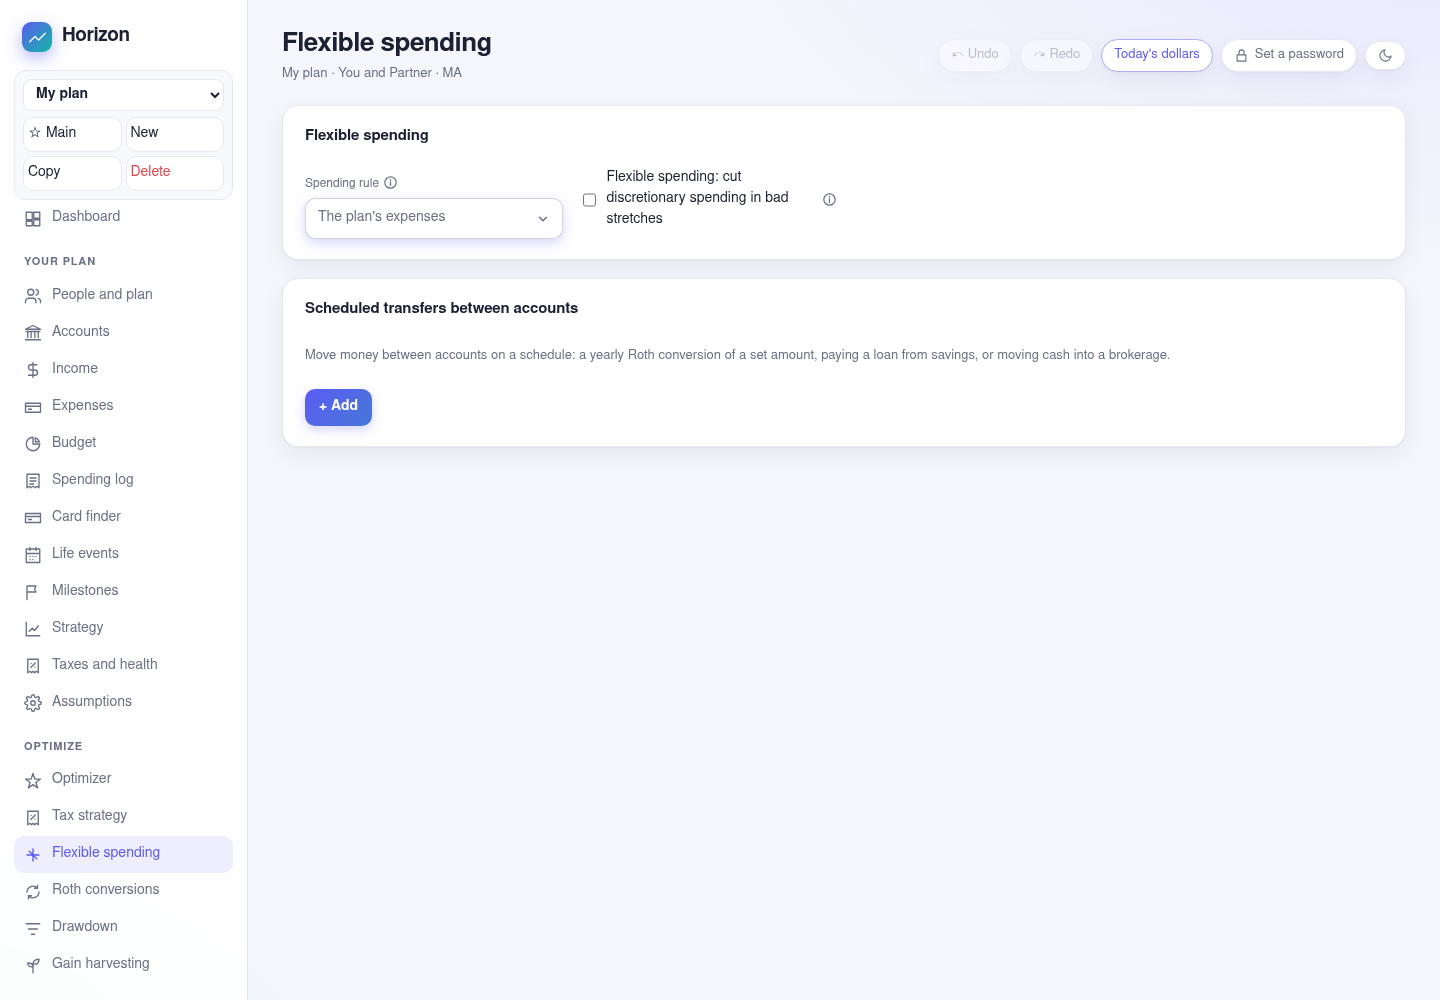 Horizon
My plan
☆ Main
New
Copy
Delete
Dashboard
YOUR PLAN
People and plan
Accounts
Income
Expenses
Budget
Spending log
Card finder
Life events
Milestones
Strategy
Taxes and health
Assumptions
OPTIMIZE
Optimizer
Tax strategy
Flexible spending
Roth conversions
Drawdown
Gain harvesting
Flexible spending
My plan · You and Partner · MA
Undo
Redo
Today's dollars
Set a password
Flexible spending
Spending rule
The plan's expenses
Flexible spending: cut
discretionary spending in bad
stretches
Scheduled transfers between accounts
Move money between accounts on a schedule: a yearly Roth conversion of a set amount, paying a loan from savings, or moving cash into a brokerage.
+ Add